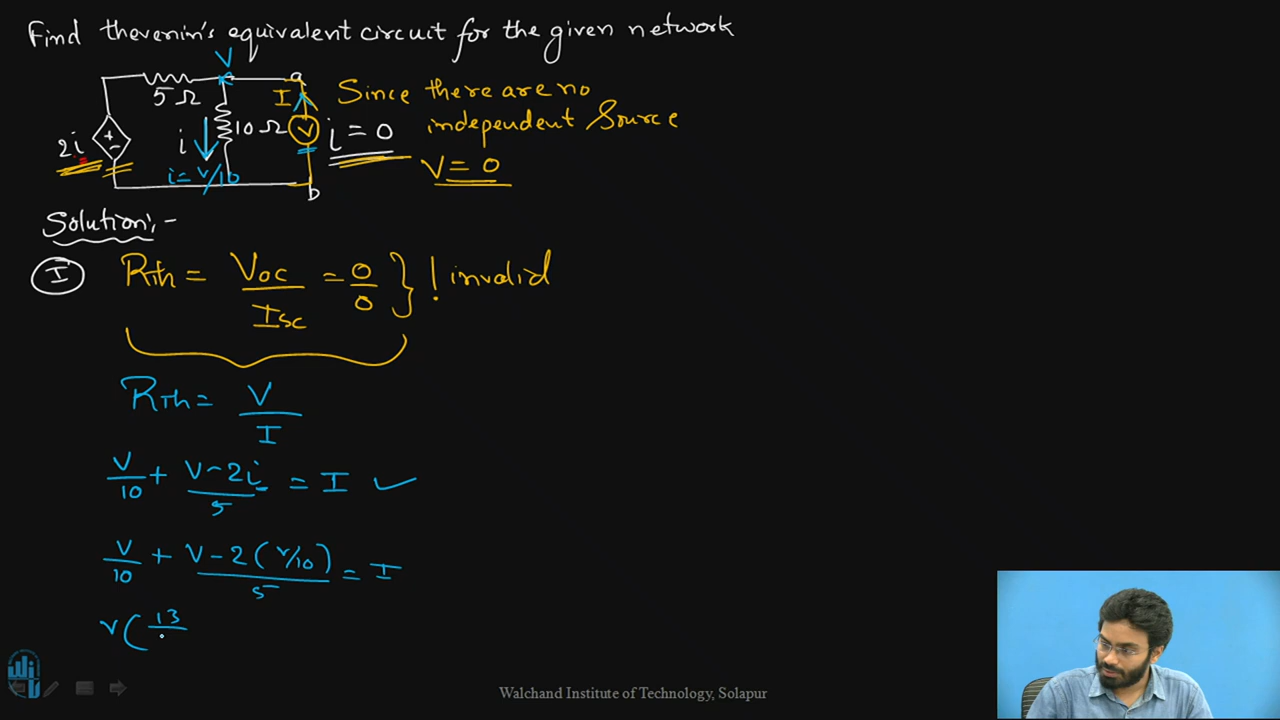 Find thevenin's equivalent circuit for the given network
V
a
5 Ω
I
Since there are no
2i
i
10 Ω
V
i = 0
independent Source
i = v/10
V = 0
b
Solution:-
I
RTh = Voc / Isc = 0/0 } ! invalid
RTh = V / I
V/10 + V-2i / 5 = I ✓
V/10 + V-2(V/10) / 5 = I
V ( 13
Walchand Institute of Technology, Solapur